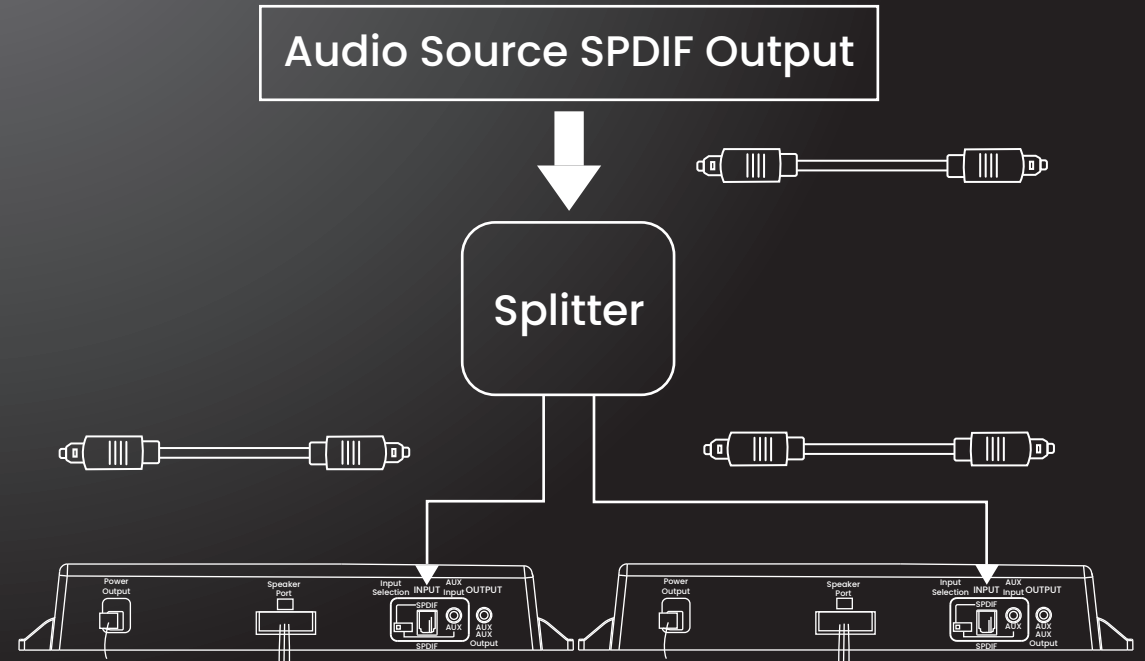 Audio Source SPDIF Output
Splitter
Power
Output
Speaker
Port
Input
Selection
INPUT
AUX
Input
OUTPUT
SPDIF
AUX
AUX
AUX
Output
SPDIF
Power
Output
Speaker
Port
Input
Selection
INPUT
AUX
Input
OUTPUT
SPDIF
AUX
AUX
AUX
Output
SPDIF